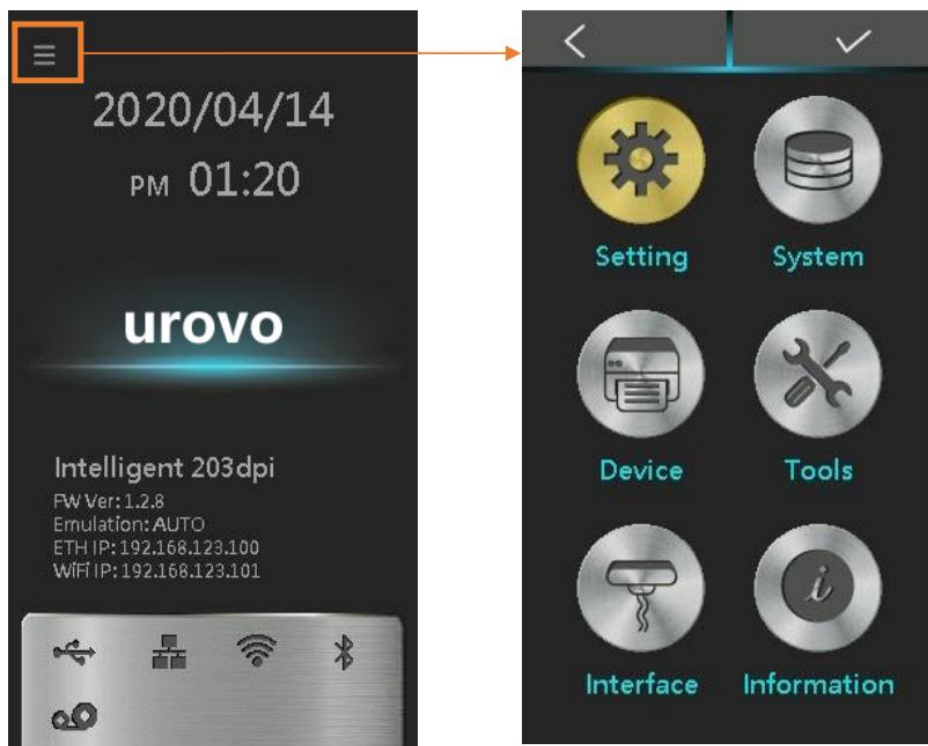 2020/04/14
PM 01:20
urovo
Intelligent 203dpi
FW Ver: 1.2.8
Emulation: AUTO
ETH IP: 192.168.123.100
WiFi IP: 192.168.123.101
Setting
System
Device
Tools
Interface
Information